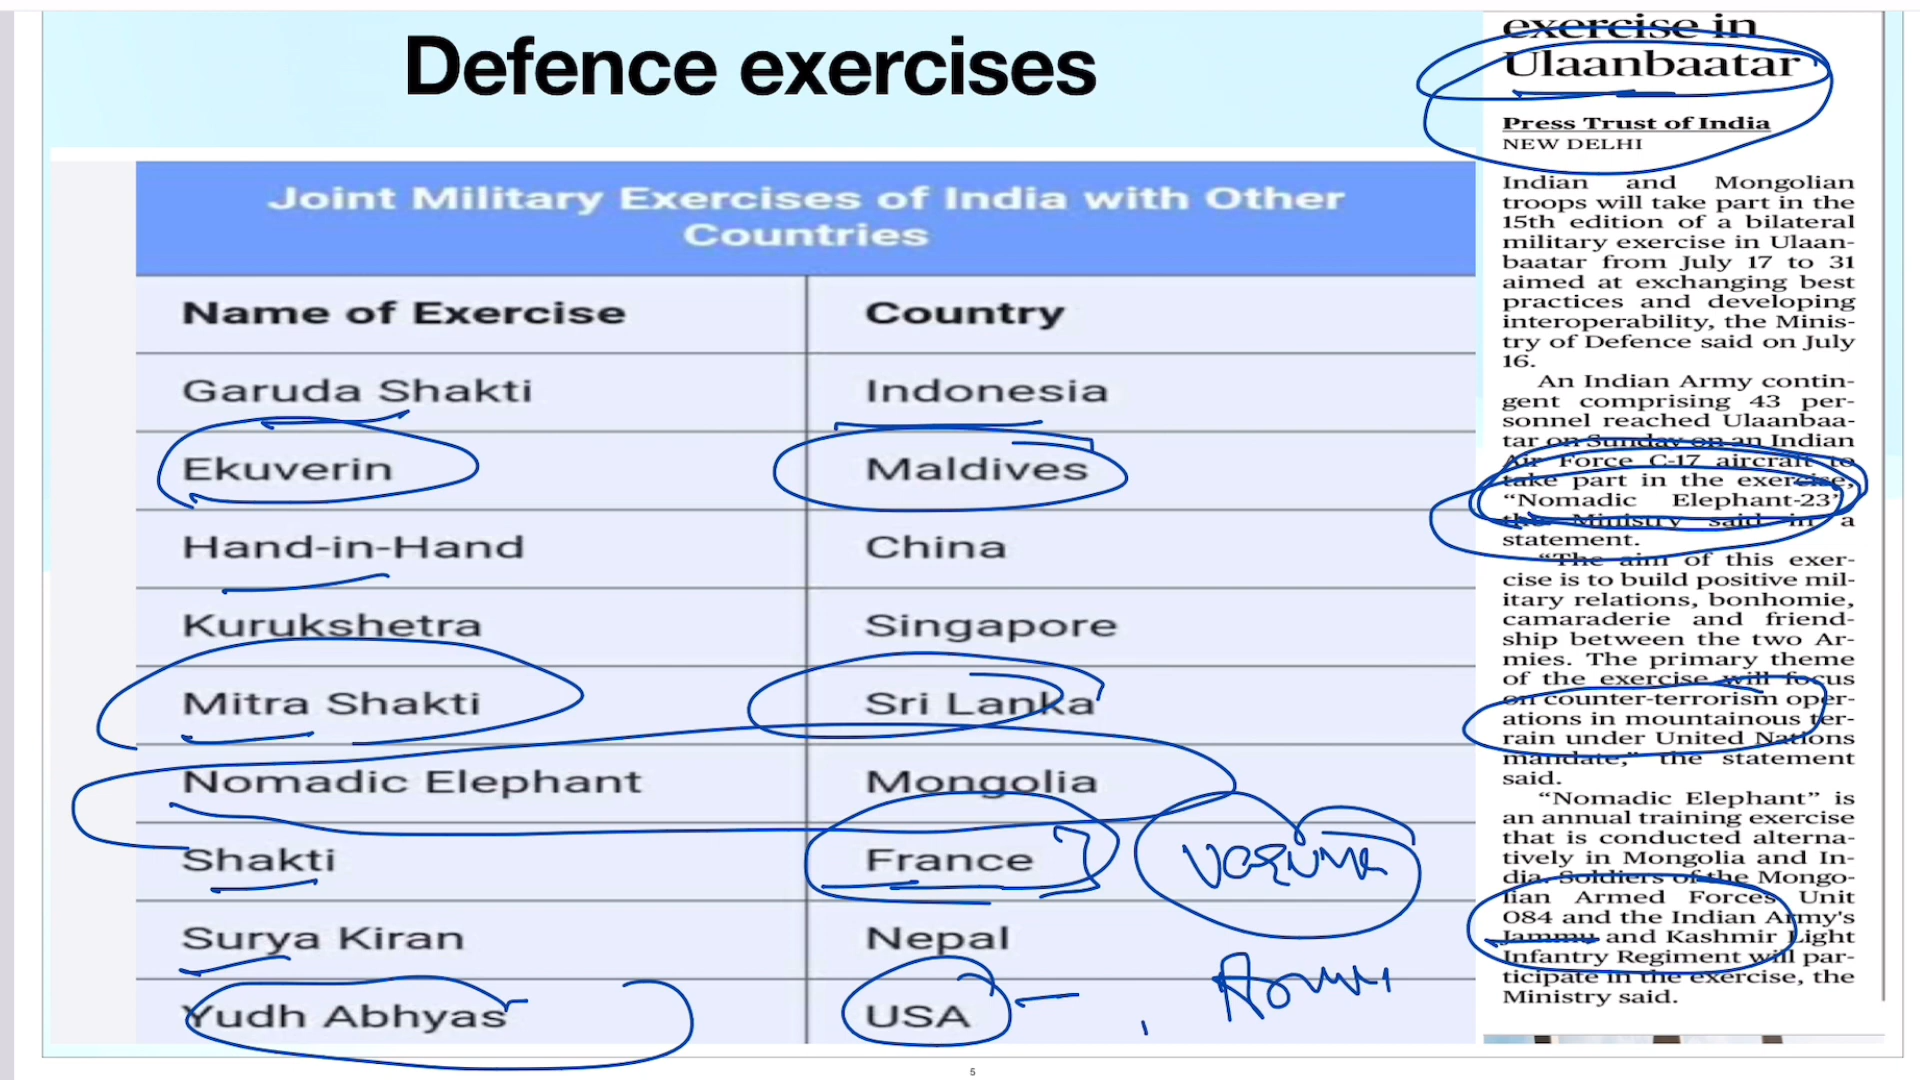 Defence exercises
Joint Military Exercises of India with Other
Countries
Name of Exercise Country
Garuda Shakti Indonesia
Ekuverin Maldives
Hand-in-Hand China
Kurukshetra Singapore
Mitra Shakti Sri Lanka
Nomadic Elephant Mongolia
Shakti France
Surya Kiran Nepal
Yudh Abhyas USA
exercise in
Ulaanbaatar
Press Trust of India
NEW DELHI
Indian and Mongolian
troops will take part in the
15th edition of a bilateral
military exercise in Ulaan-
baatar from July 17 to 31
aimed at exchanging best
practices and developing
interoperability, the Minis-
try of Defence said on July
16.
An Indian Army contin-
gent comprising 43 per-
sonnel reached Ulaanbaa-
tar on Sunday on an Indian
Air Force C-17 aircraft to
take part in the exercise,
“Nomadic Elephant-23”,
the Ministry said in a
statement.
“The aim of this exer-
cise is to build positive mil-
itary relations, bonhomie,
camaraderie and friend-
ship between the two Ar-
mies. The primary theme
of the exercise will focus
on counter-terrorism oper-
ations in mountainous ter-
rain under United Nations
mandate,” the statement
said.
“Nomadic Elephant” is
an annual training exercise
that is conducted alterna-
tively in Mongolia and In-
dia. Soldiers of the Mongo-
lian Armed Forces Unit
084 and the Indian Army's
Jammu and Kashmir Light
Infantry Regiment will par-
ticipate in the exercise, the
Ministry said.
5